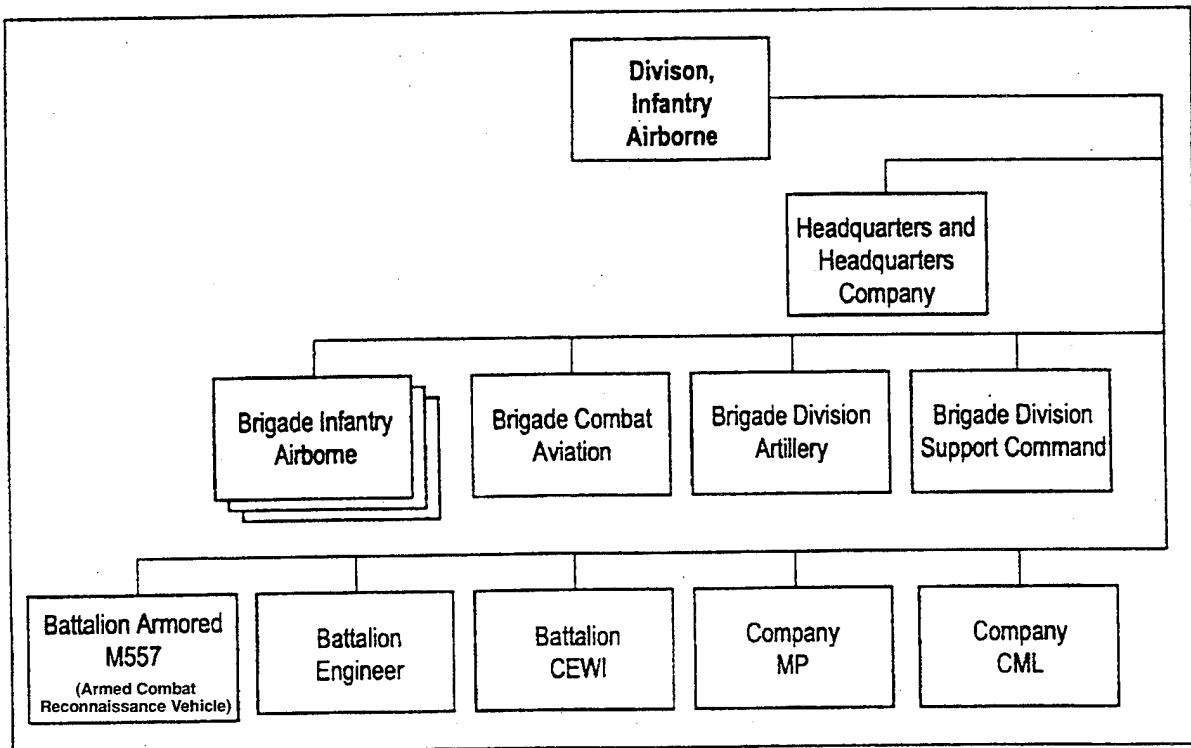 Divison,
Infantry
Airborne
Headquarters and
Headquarters
Company
Brigade Infantry
Airborne
Brigade Combat
Aviation
Brigade Division
Artillery
Brigade Division
Support Command
Battalion Armored
M557
(Armed Combat
Reconnaissance Vehicle)
Battalion
Engineer
Battalion
CEWI
Company
MP
Company
CML